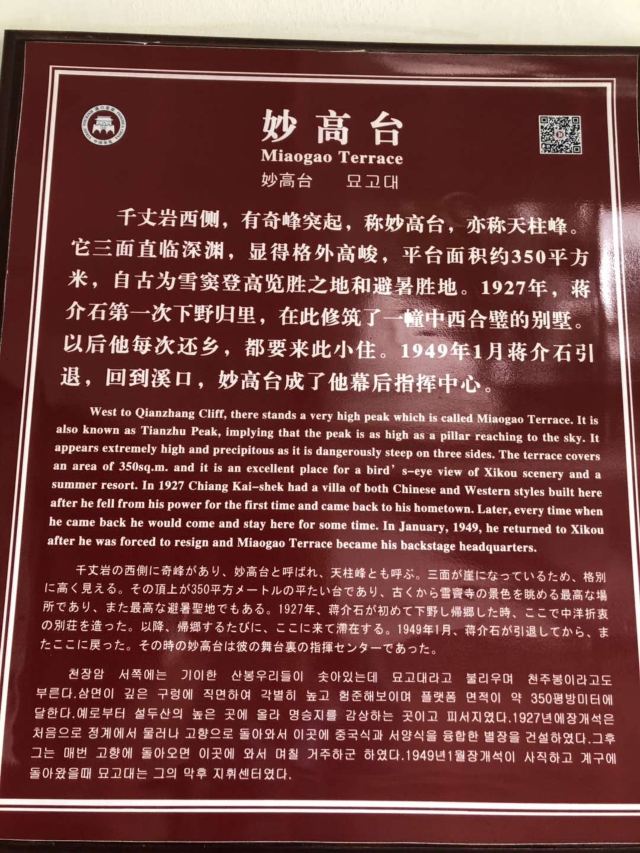 妙高台
Miaogao Terrace
妙高台 묘고대
千丈岩西侧，有奇峰突起，称妙高台，亦称天柱峰。
它三面直临深渊，显得格外高峻，平台面积约350平方
米，自古为雪窦登高览胜之地和避暑胜地。1927年，蒋
介石第一次下野归里，在此修筑了一幢中西合璧的别墅。
以后他每次还乡，都要来此小住。1949年1月蒋介石引
退，回到溪口，妙高台成了他幕后指挥中心。
West to Qianzhang Cliff, there stands a very high peak which is called Miaogao Terrace. It is
also known as Tianzhu Peak, implying that the peak is as high as a pillar reaching to the sky. It
appears extremely high and precipitous as it is dangerously steep on three sides. The terrace covers
an area of 350sq.m. and it is an excellent place for a bird’s-eye view of Xikou scenery and a
summer resort. In 1927 Chiang Kai-shek had a villa of both Chinese and Western styles built here
after he fell from his power for the first time and came back to his hometown. Later, every time when
he came back he would come and stay here for some time. In January, 1949, he returned to Xikou
after he was forced to resign and Miaogao Terrace became his backstage headquarters.
千丈岩の西側に奇峰があり、妙高台と呼ばれ、天柱峰とも呼ぶ。三面が崖になっているため、格別
に高く見える。その頂上が350平方メートルの平たい台であり、古くから雪竇寺の景色を眺める最高な場
所であり、また最高な避暑聖地でもある。1927年、蒋介石が初めて下野し帰郷した時、ここで中洋折衷
の別荘を造った。以降、帰郷するたびに、ここに来て滞在する。1949年1月、蒋介石が引退してから、ま
たここに戻った。その時の妙高台は彼の舞台裏の指揮センターであった。
천장암 서쪽에는 기이한 산봉우리들이 솟아있는데 묘고대라고 불리우며 천주봉이라고도
부른다.삼면이 깊은 구렁에 직면하여 각별히 높고 험준해보이며 플랫폼 면적이 약 350평방미터에
달한다.예로부터 설두산의 높은 곳에 올라 명승지를 감상하는 곳이고 피서지였다.1927년에장개석은
처음으로 정계에서 물러나 고향으로 돌아와서 이곳에 중국식과 서양식을 융합한 별장을 건설하였다.그후
그는 매번 고향에 돌아오면 이곳에 와서 며칠 거주하군 하였다.1949년1월장개석이 사직하고 계구에
돌아왔을때 묘고대는 그의 막후 지휘센터였다.